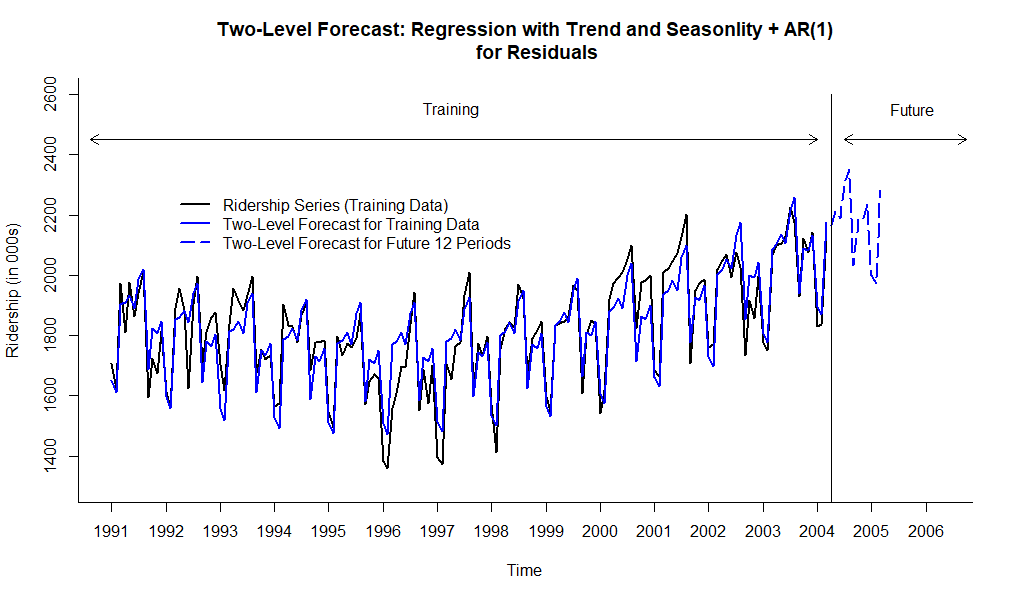 Two-Level Forecast: Regression with Trend and Seasonlity + AR(1)
for Residuals
Training
Future
Ridership Series (Training Data)
Two-Level Forecast for Training Data
Two-Level Forecast for Future 12 Periods
Ridership (in 000s)
2600
2400
2200
2000
1800
1600
1400
1991 1992 1993 1994 1995 1996 1997 1998 1999 2000 2001 2002 2003 2004 2005 2006
Time